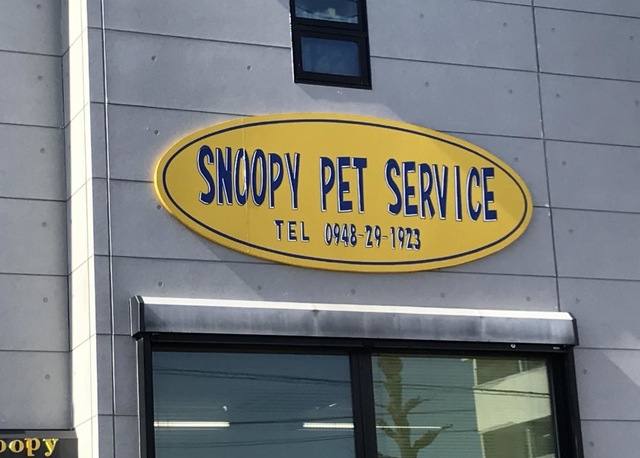 SNOOPY PET SERVICE
TEL 0948-29-1923
oopy